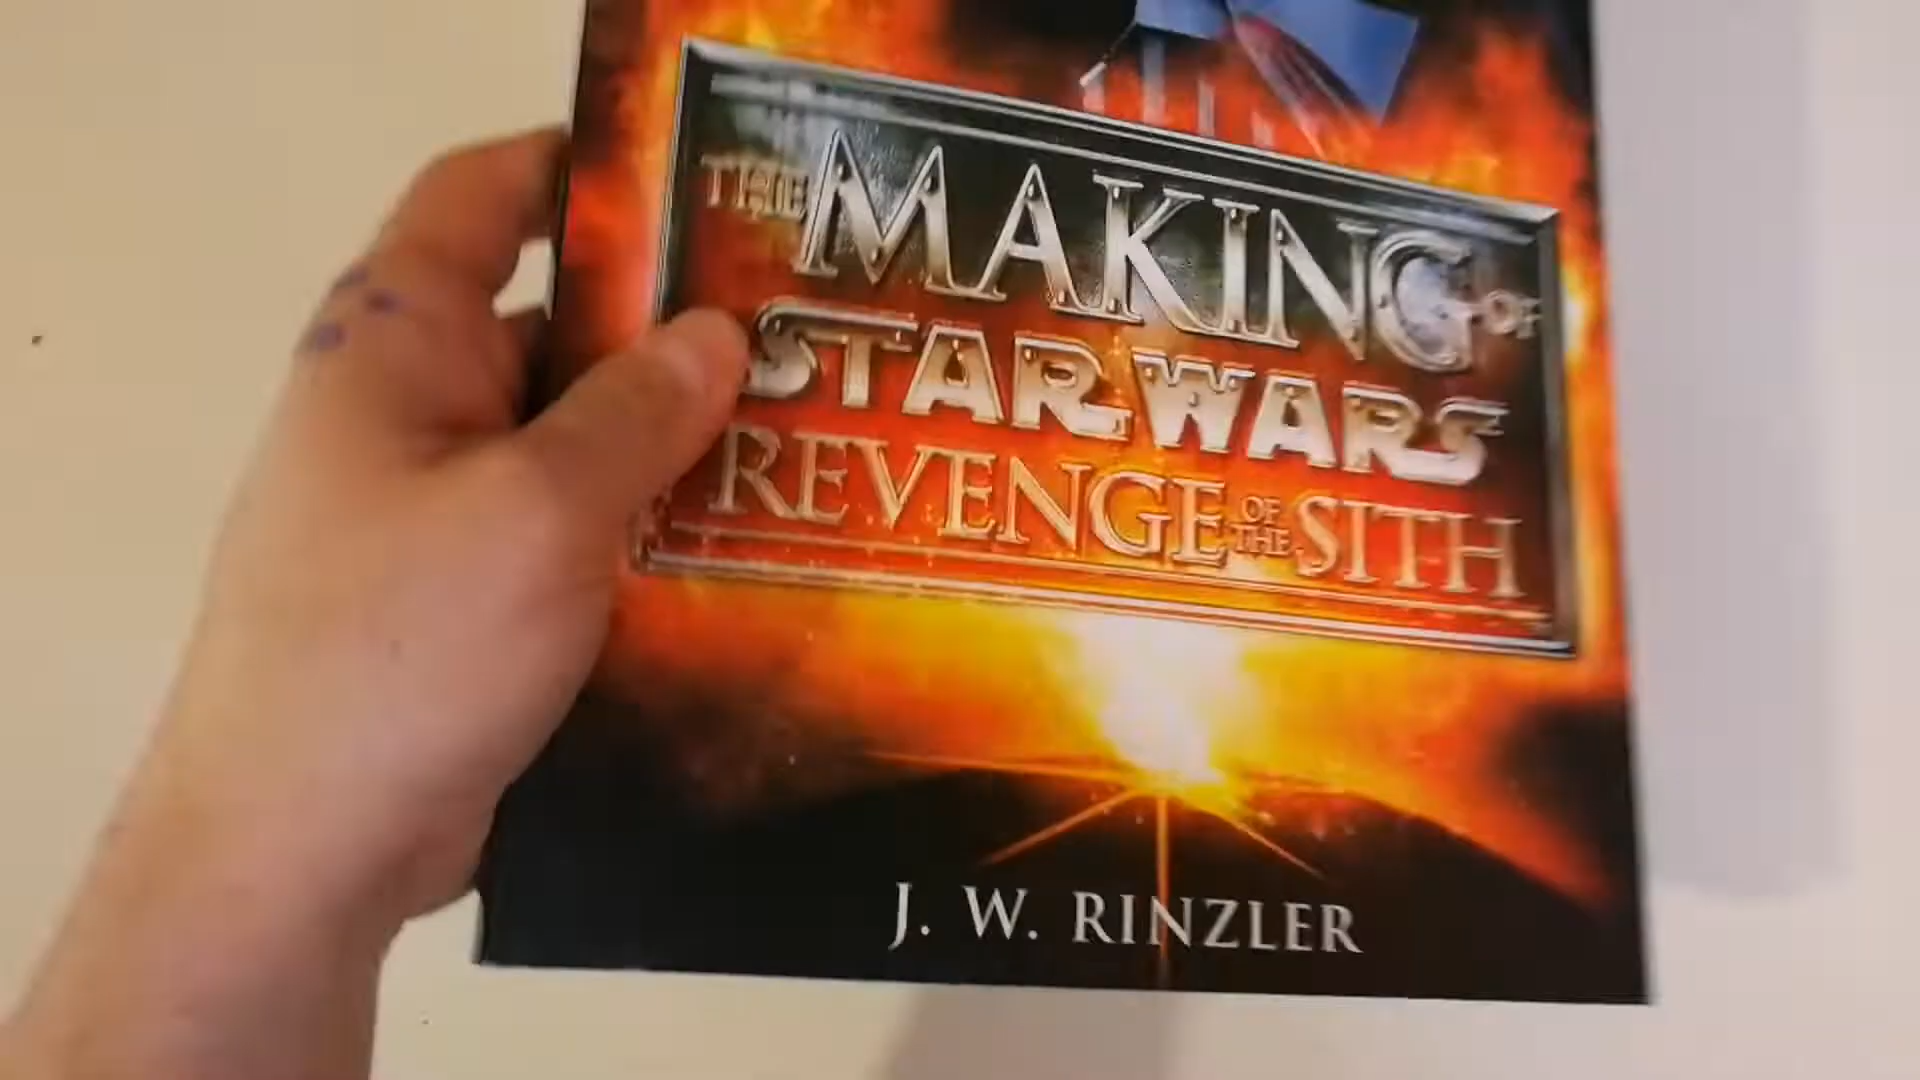 THE MAKING OF
STAR WARS
REVENGE OF THE SITH
J. W. RINZLER